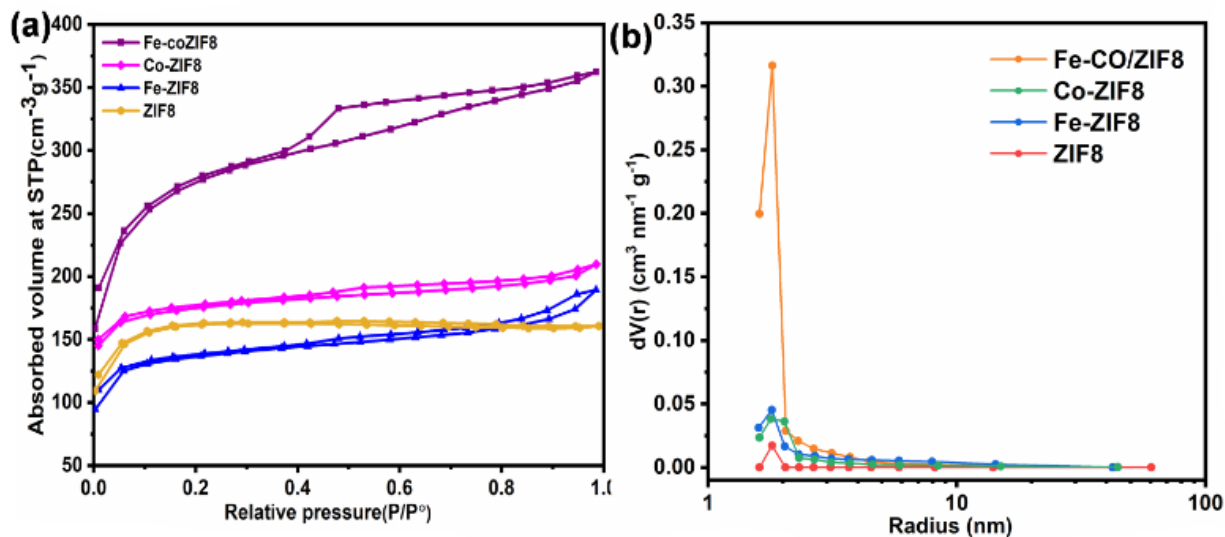 (a)
Absorbed volume at STP(cm-³g-¹)
400
350
300
250
200
150
100
50
Fe-coZIF8
Co-ZIF8
Fe-ZIF8
ZIF8
0.0 0.2 0.4 0.6 0.8 1.0
Relative pressure(P/P°)
(b)
dV(r) (cm³ nm⁻¹ g⁻¹)
0.35
0.30
0.25
0.20
0.15
0.10
0.05
0.00
Fe-CO/ZIF8
Co-ZIF8
Fe-ZIF8
ZIF8
1 10 100
Radius (nm)